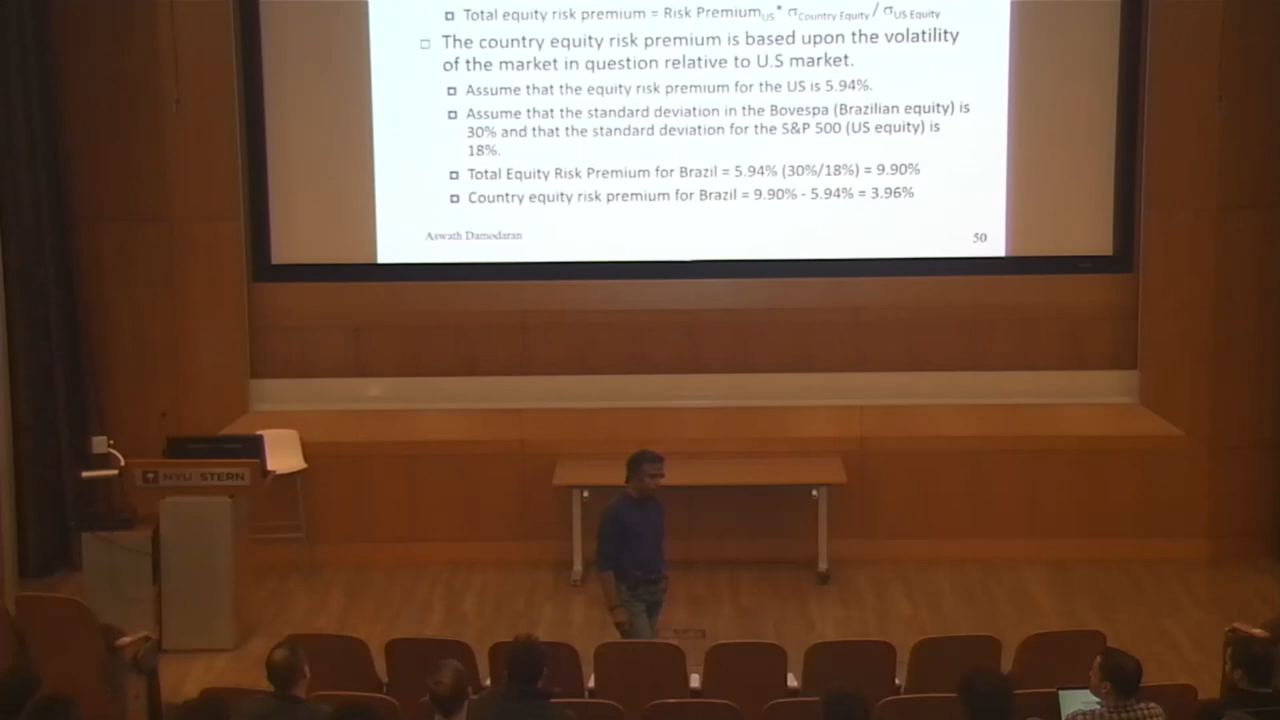 Total equity risk premium = Risk PremiumUS* σCountry Equity / σUS Equity
The country equity risk premium is based upon the volatility
of the market in question relative to U.S market.
Assume that the equity risk premium for the US is 5.94%.
Assume that the standard deviation in the Bovespa (Brazilian equity) is
30% and that the standard deviation for the S&P 500 (US equity) is
18%.
Total Equity Risk Premium for Brazil = 5.94% (30%/18%) = 9.90%
Country equity risk premium for Brazil = 9.90% - 5.94% = 3.96%
Aswath Damodaran
50
NYU STERN